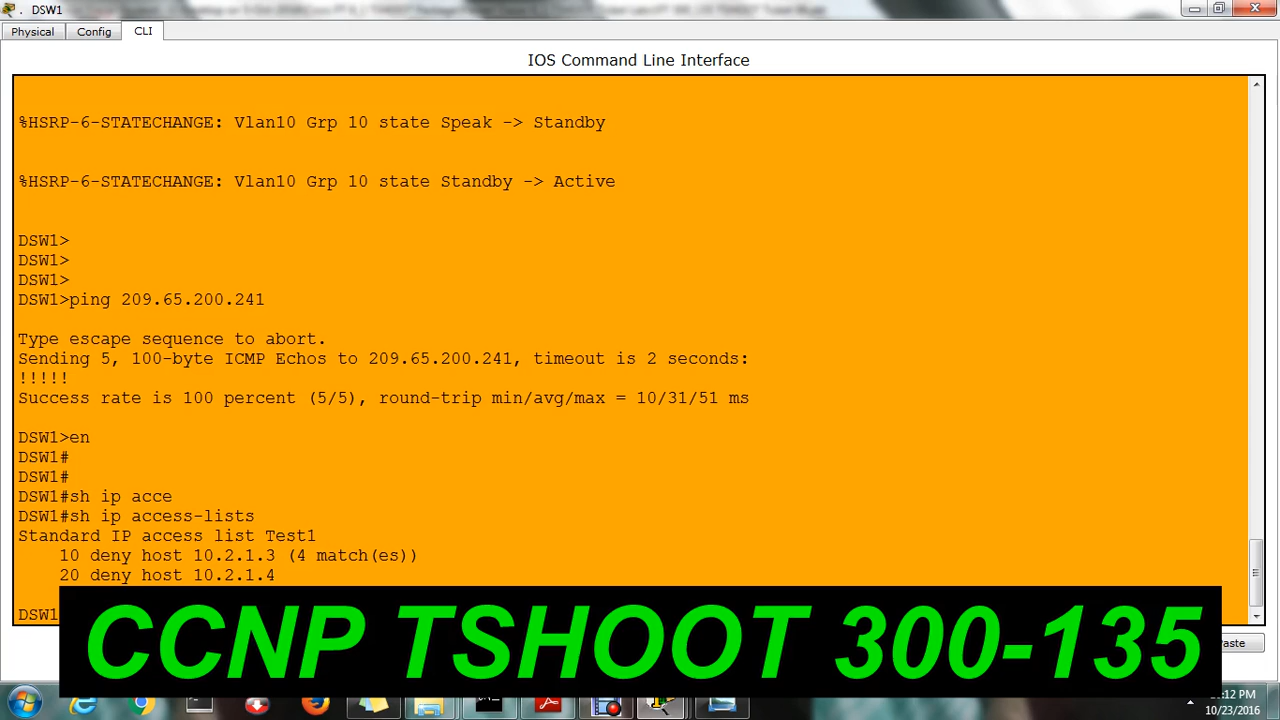 DSW1
Physical
Config
CLI
IOS Command Line Interface
%HSRP-6-STATECHANGE: Vlan10 Grp 10 state Speak -> Standby
%HSRP-6-STATECHANGE: Vlan10 Grp 10 state Standby -> Active
DSW1>
DSW1>
DSW1>
DSW1>ping 209.65.200.241
Type escape sequence to abort.
Sending 5, 100-byte ICMP Echos to 209.65.200.241, timeout is 2 seconds:
!!!!!
Success rate is 100 percent (5/5), round-trip min/avg/max = 10/31/51 ms
DSW1>en
DSW1#
DSW1#
DSW1#sh ip acce
DSW1#sh ip access-lists
Standard IP access list Test1
10 deny host 10.2.1.3 (4 match(es))
20 deny host 10.2.1.4
DSW1
CCNP TSHOOT 300-135
aste
:12 PM
10/23/2016